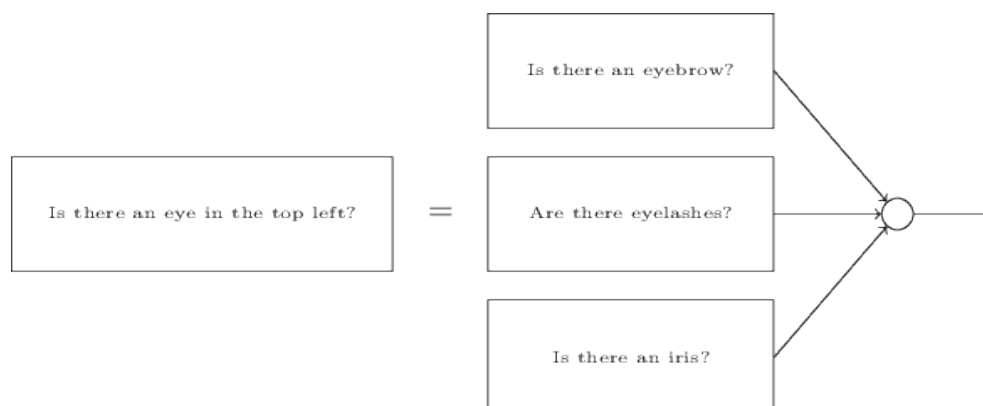 Is there an eyebrow?
Is there an eye in the top left?
=
Are there eyelashes?
Is there an iris?